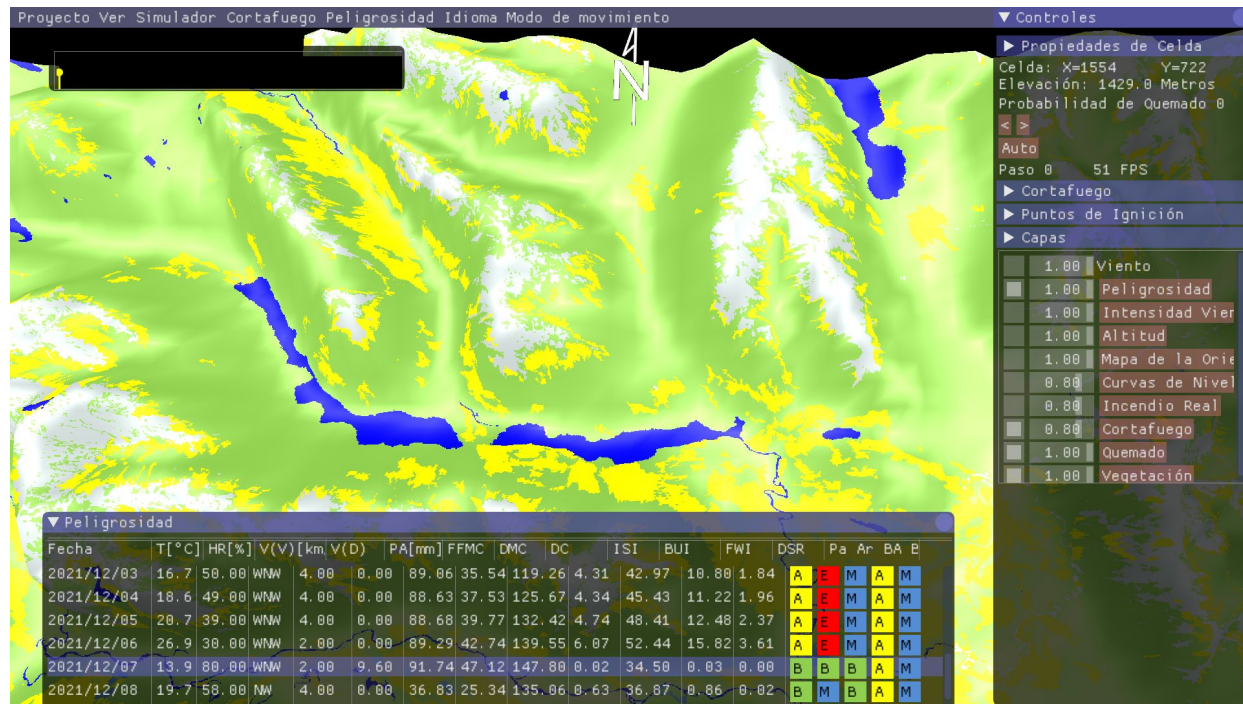 Proyecto Ver Simulador Cortafuego Peligrosidad Idioma Modo de movimiento
N
▼ Controles
▶ Propiedades de Celda
Celda: X=1554 Y=722
Elevación: 1429.0 Metros
Probabilidad de Quemado 0
< >
Auto
Paso 0 51 FPS
▶ Cortafuego
▶ Puntos de Ignición
▶ Capas
1.00 Viento
1.00 Peligrosidad
1.00 Intensidad Vier
1.00 Altitud
1.00 Mapa de la Orie
0.80 Curvas de Nivel
0.80 Incendio Real
0.80 Cortafuego
1.00 Quemado
1.00 Vegetación
▼ Peligrosidad
Fecha T[°C] HR[%] V(V)[km V(D) PA[mm] FFMC DMC DC ISI BUI FWI DSR Pa Ar BA B
2021/12/03 16.7 50.00 WNW 4.00 0.00 89.06 35.54 119.26 4.31 42.97 10.80 1.84 A E M A M
2021/12/04 18.6 49.00 WNW 4.00 0.00 88.63 37.53 125.67 4.34 45.43 11.22 1.96 A E M A M
2021/12/05 20.7 39.00 WNW 4.00 0.00 88.68 39.77 132.42 4.74 48.41 12.48 2.37 A E M A M
2021/12/06 26.9 30.00 WNW 2.00 0.00 89.29 42.74 139.55 6.07 52.44 15.82 3.61 A E M A M
2021/12/07 13.9 80.00 WNW 2.00 9.60 91.74 47.12 147.80 0.02 34.50 0.03 0.00 B B B A M
2021/12/08 19.7 58.00 NW 4.00 0.00 36.83 25.34 135.06 0.63 36.87 0.86 0.02 B M B A M